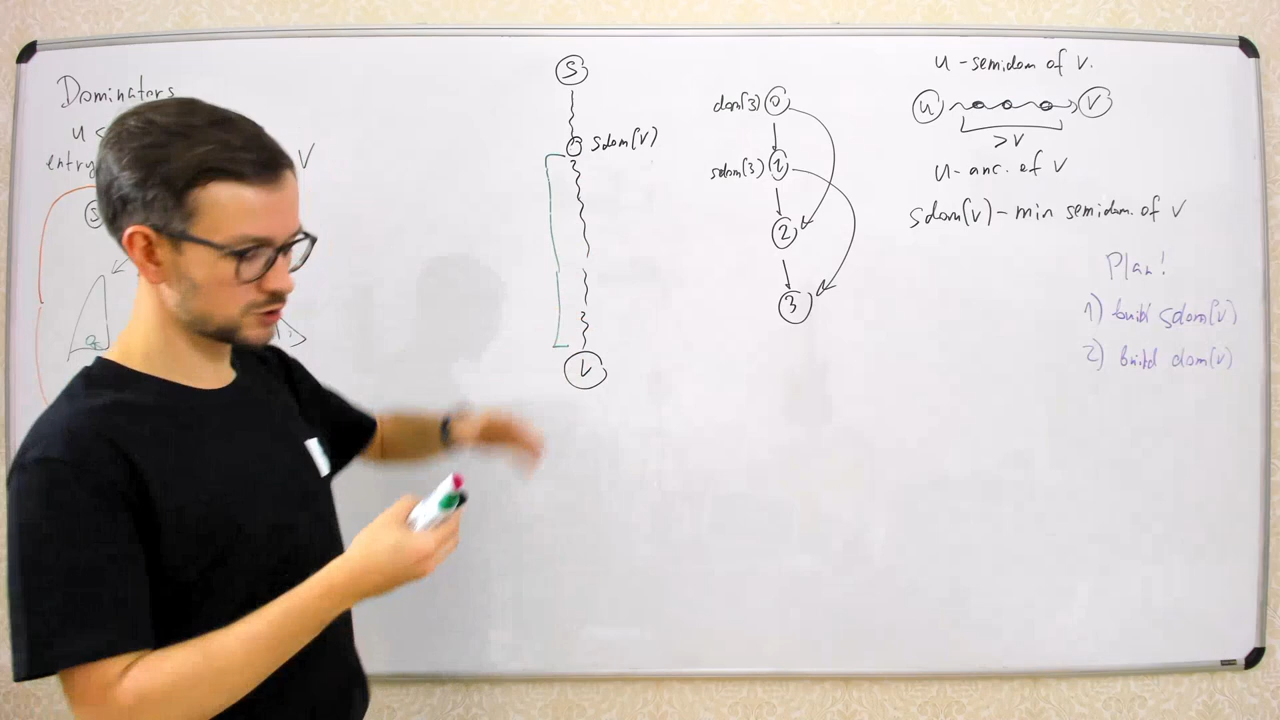 Dominators
u
entry
V
S
S
sdom(v)
V
dom(3) 0
sdom(3) 1
2
3
u - semidom of v.
u v
>v
u - anc. of v
sdom(v) - min semidom. of v
Plan!
1) build sdom(v)
2) build dom(v)